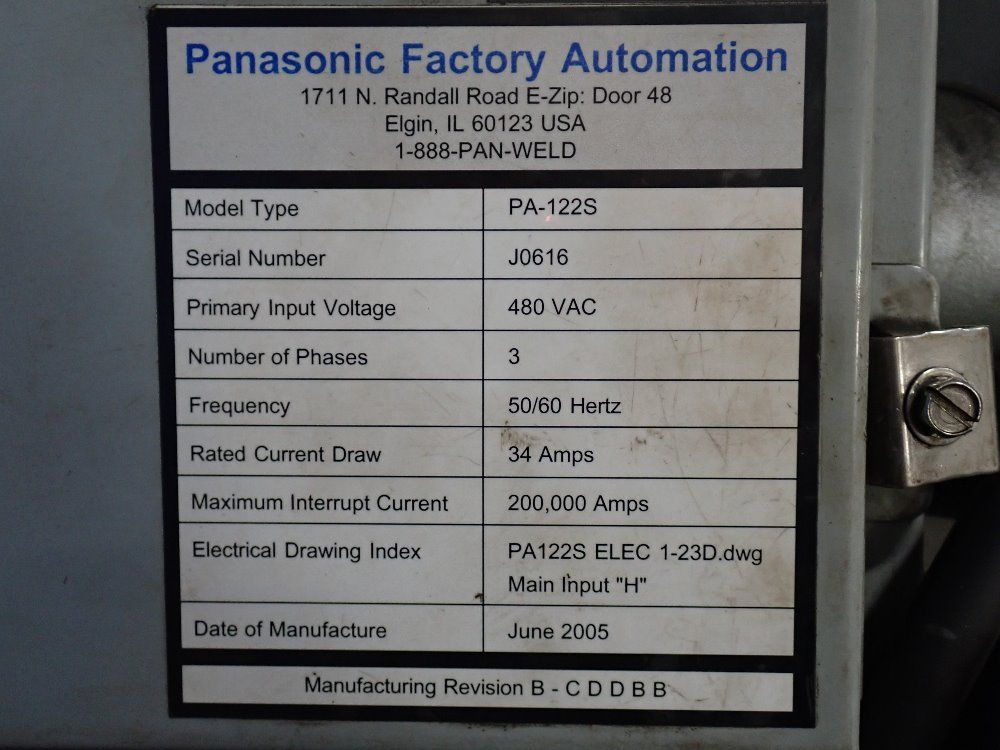 Panasonic Factory Automation
1711 N. Randall Road E-Zip: Door 48
Elgin, IL 60123 USA
1-888-PAN-WELD
Model Type PA-122S
Serial Number J0616
Primary Input Voltage 480 VAC
Number of Phases 3
Frequency 50/60 Hertz
Rated Current Draw 34 Amps
Maximum Interrupt Current 200,000 Amps
Electrical Drawing Index PA122S ELEC 1-23D.dwg
Main Input "H"
Date of Manufacture June 2005
Manufacturing Revision B - C D D B B